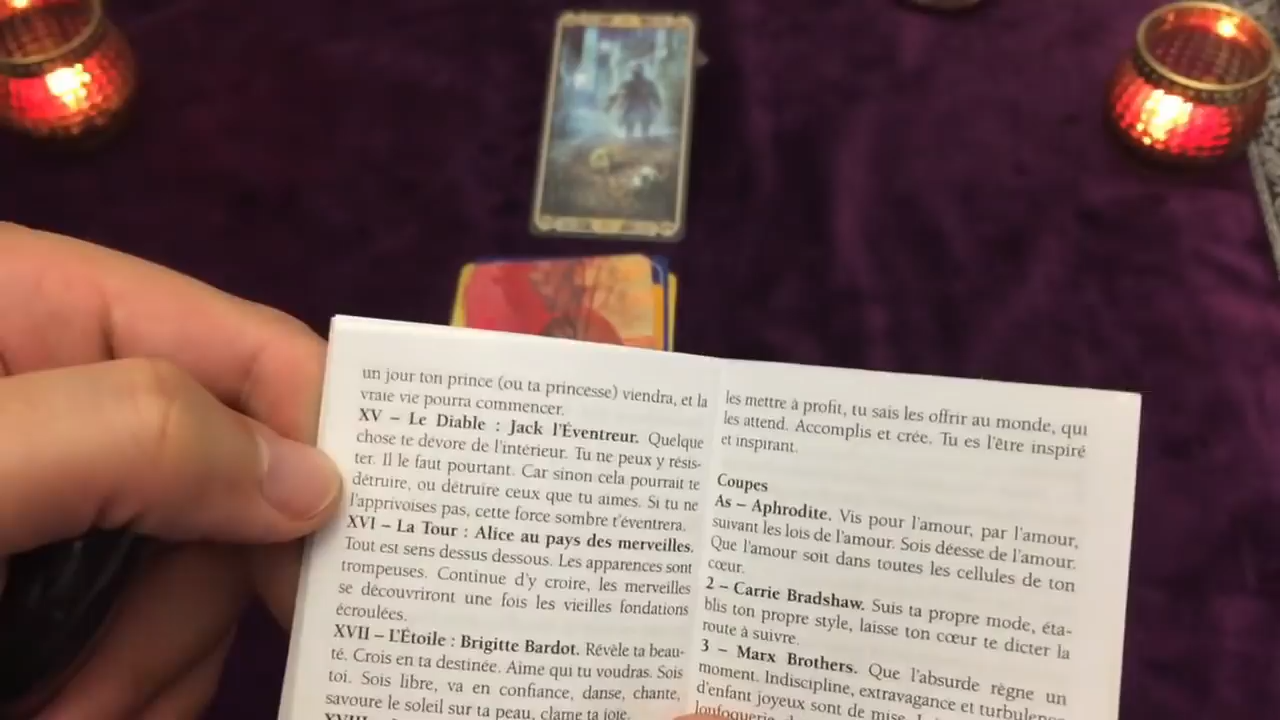 un jour ton prince (ou ta princesse) viendra, et la
vraie vie pourra commencer.
XV – Le Diable : Jack l'Éventreur. Quelque
chose te dévore de l'intérieur. Tu ne peux y résis-
ter. Il le faut pourtant. Car sinon cela pourrait te
détruire, ou détruire ceux que tu aimes. Si tu ne
l'apprivoises pas, cette force sombre t'éventrera.
XVI – La Tour : Alice au pays des merveilles.
Tout est sens dessus dessous. Les apparences sont
trompeuses. Continue d'y croire, les merveilles
se découvriront une fois les vieilles fondations
écroulées.
XVII – L'Étoile : Brigitte Bardot. Révèle ta beau-
té. Crois en ta destinée. Aime qui tu voudras. Sois
toi. Sois libre, va en confiance, danse, chante,
savoure le soleil sur ta peau, clame ta joie.
les mettre à profit, tu sais les offrir au monde, qui
les attend. Accomplis et crée. Tu es l'être inspiré
et inspirant.
Coupes
As – Aphrodite. Vis pour l'amour, par l'amour,
suivant les lois de l'amour. Sois déesse de l'amour.
Que l'amour soit dans toutes les cellules de ton
cœur.
2 – Carrie Bradshaw. Suis ta propre mode, éta-
blis ton propre style, laisse ton cœur te dicter la
route à suivre.
3 – Marx Brothers. Que l'absurde règne un
moment. Indiscipline, extravagance et turbulence
d'enfant joyeux sont de mise.
loufoquerie